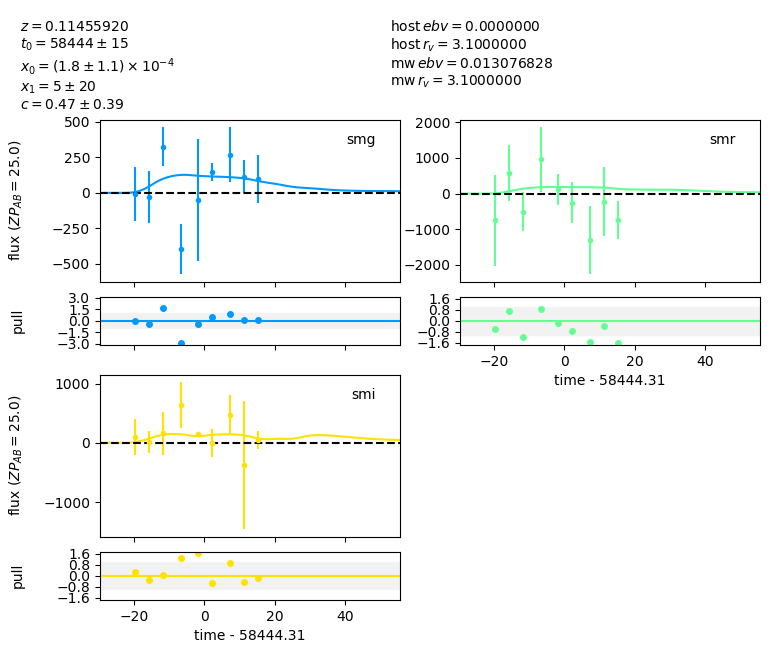 z = 0.11455920
t₀ = 58444 ± 15
x₀ = (1.8 ± 1.1) × 10⁻⁴
x₁ = 5 ± 20
c = 0.47 ± 0.39
host ebv = 0.0000000
host r_v = 3.1000000
mw ebv = 0.013076828
mw r_v = 3.1000000
smg
flux (ZP_AB = 25.0)
500
250
0
−250
−500
smr
2000
1000
0
−1000
−2000
pull
3.0
1.5
0.0
−1.5
−3.0
1.6
0.8
0.0
−0.8
−1.6
−20 0 20 40
time - 58444.31
smi
flux (ZP_AB = 25.0)
1000
0
−1000
pull
1.6
0.8
0.0
−0.8
−1.6
−20 0 20 40
time - 58444.31